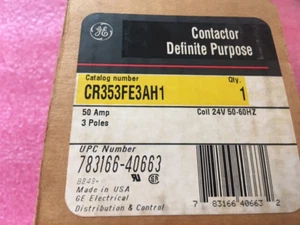 GE
Contactor
Definite Purpose
Catalog number
Qty.
CR353FE3AH1
1
50 Amp
Coil 24V 50-60HZ
3 Poles
UPC Number
783166-40663
Made in USA
GE Electrical
Distribution & Control
7 83166 40663 2